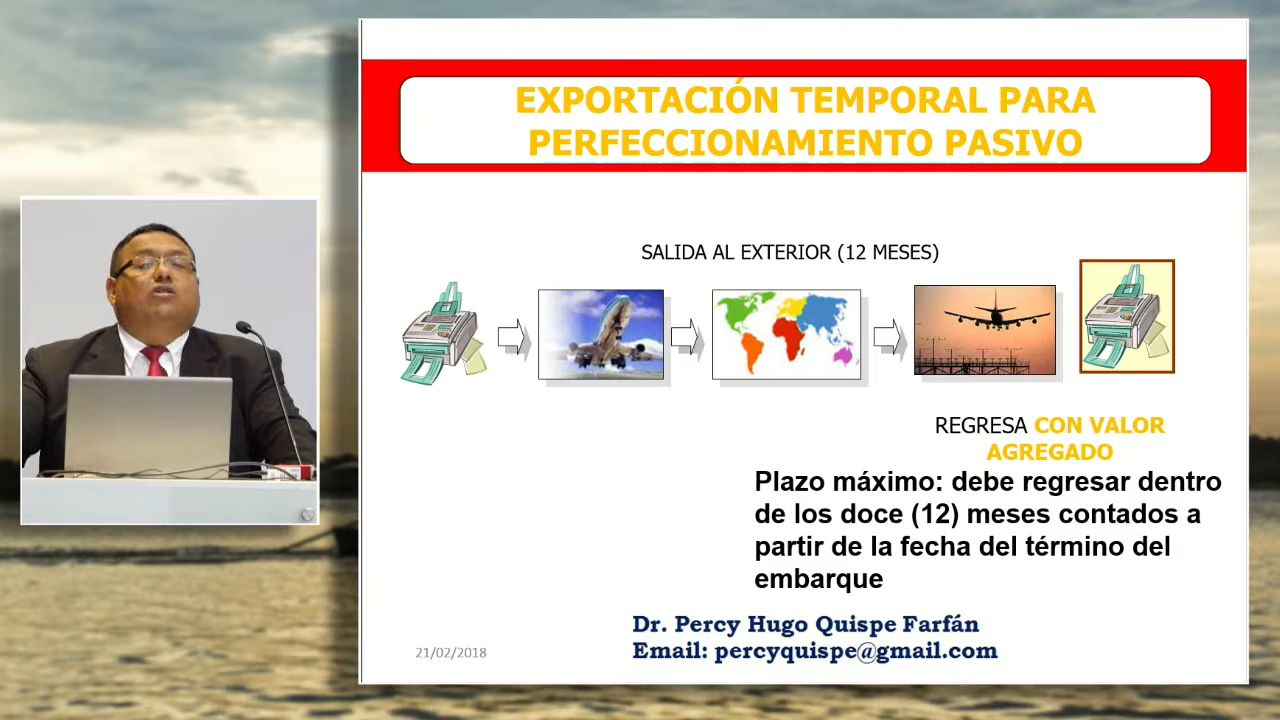 EXPORTACIÓN TEMPORAL PARA
PERFECCIONAMIENTO PASIVO
SALIDA AL EXTERIOR (12 MESES)
REGRESA CON VALOR
AGREGADO
Plazo máximo: debe regresar dentro
de los doce (12) meses contados a
partir de la fecha del término del
embarque
Dr. Percy Hugo Quispe Farfán
Email: percyquispe@gmail.com
21/02/2018